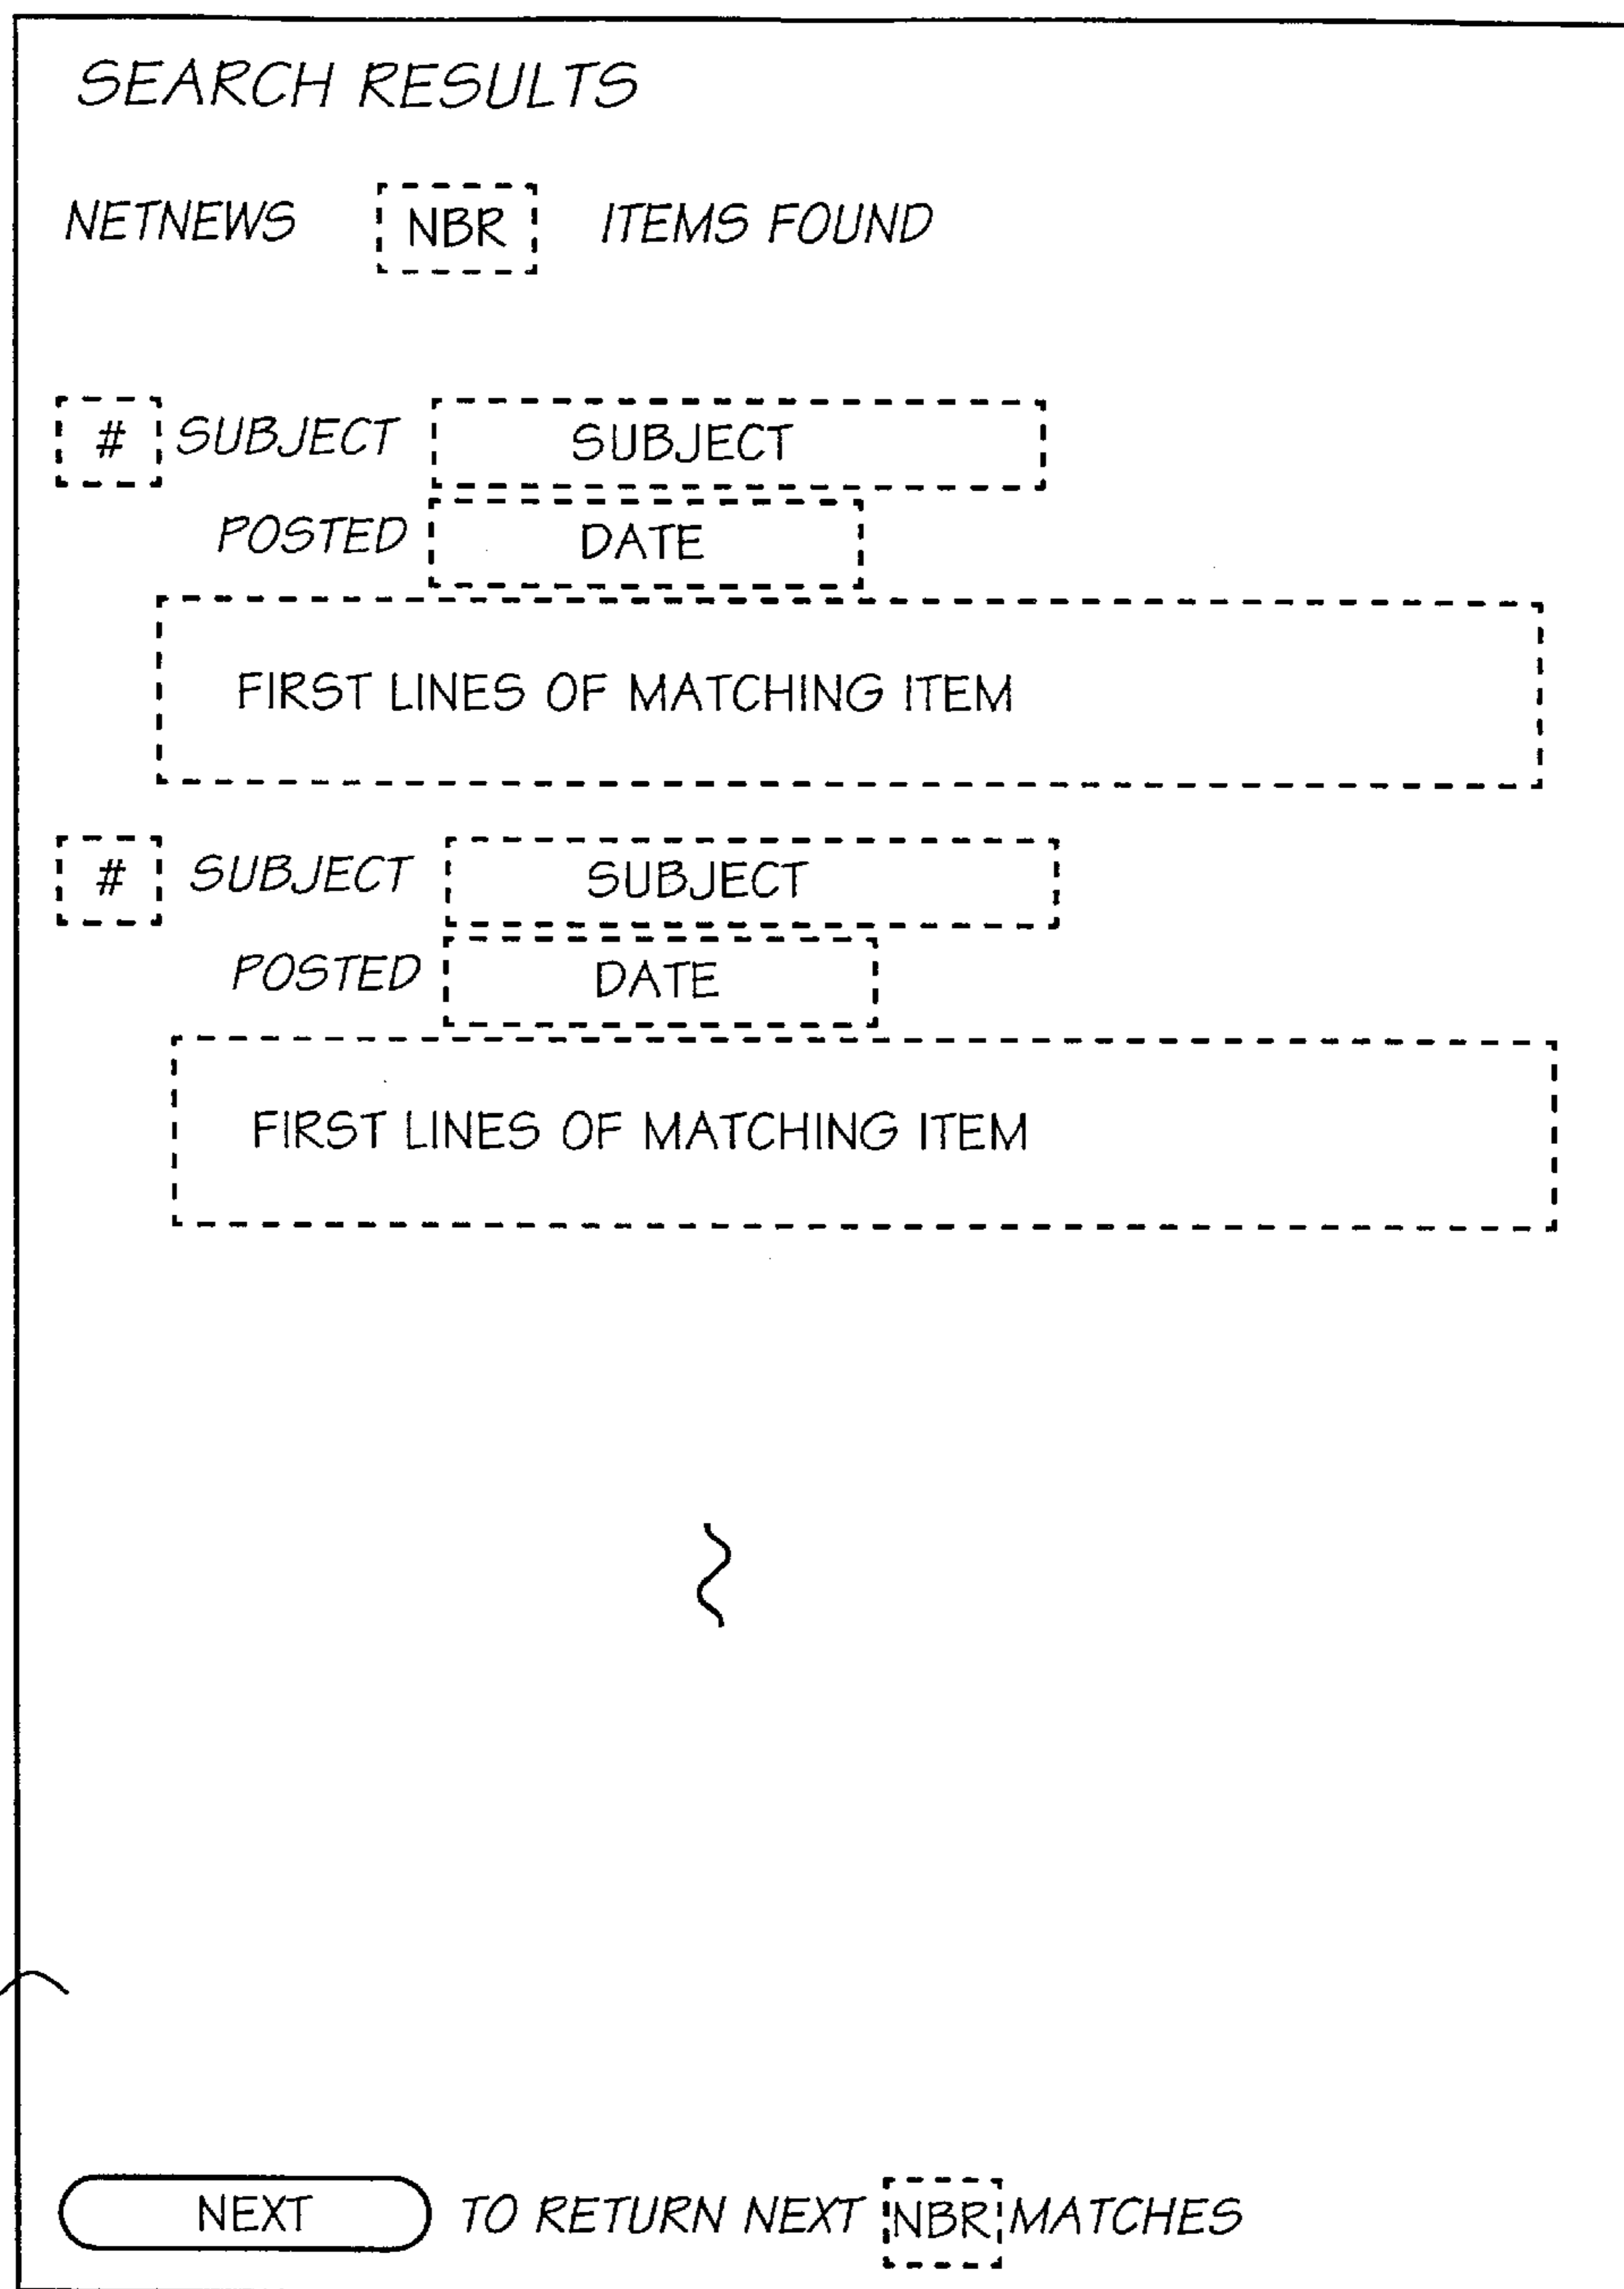 SEARCH RESULTS
NETNEWS NBR ITEMS FOUND
# SUBJECT SUBJECT
POSTED DATE
FIRST LINES OF MATCHING ITEM
# SUBJECT SUBJECT
POSTED DATE
FIRST LINES OF MATCHING ITEM
NEXT TO RETURN NEXT NBR MATCHES